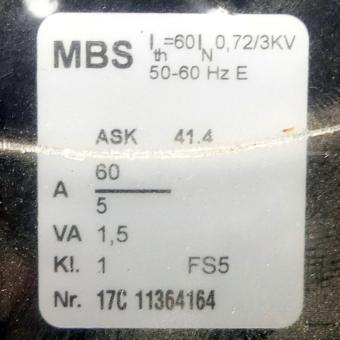 MBS Ith=60IN 0,72/3KV
50-60 Hz E
ASK 41.4
A 60
5
VA 1,5
Kl. 1 FS5
Nr. 17C 11364164